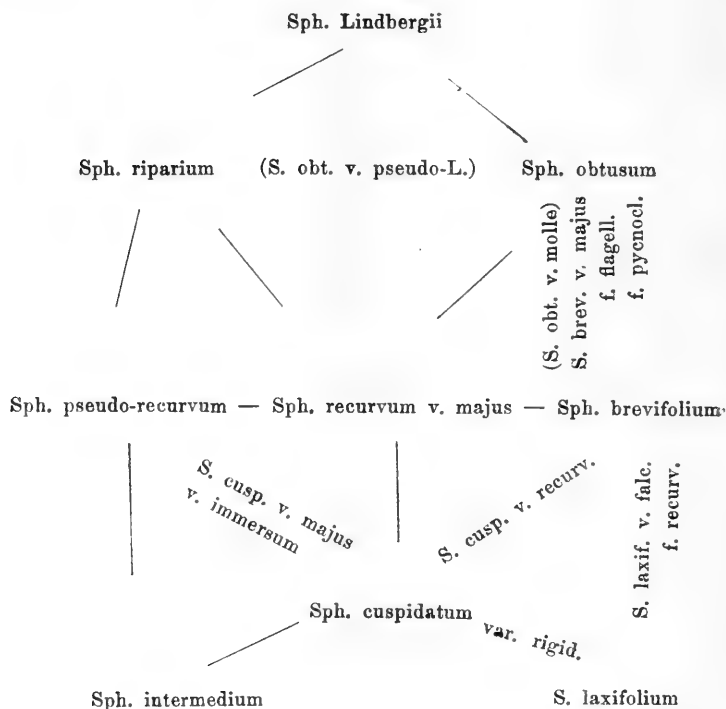 Sph. Lindbergii
Sph. riparium (S. obt. v. pseudo-L.) Sph. obtusum
(S. obt. v. molle)
S. brev. v. majus
f. flagell.
f. pycnocl.
Sph. pseudo-recurvum — Sph. recurvum v. majus — Sph. brevifolium
S. cusp. v. majus
v. immersum
S. cusp. v. recurv.
S. laxif. v. falc.
f. recurv.
Sph. cuspidatum
var. rigid.
Sph. intermedium S. laxifolium